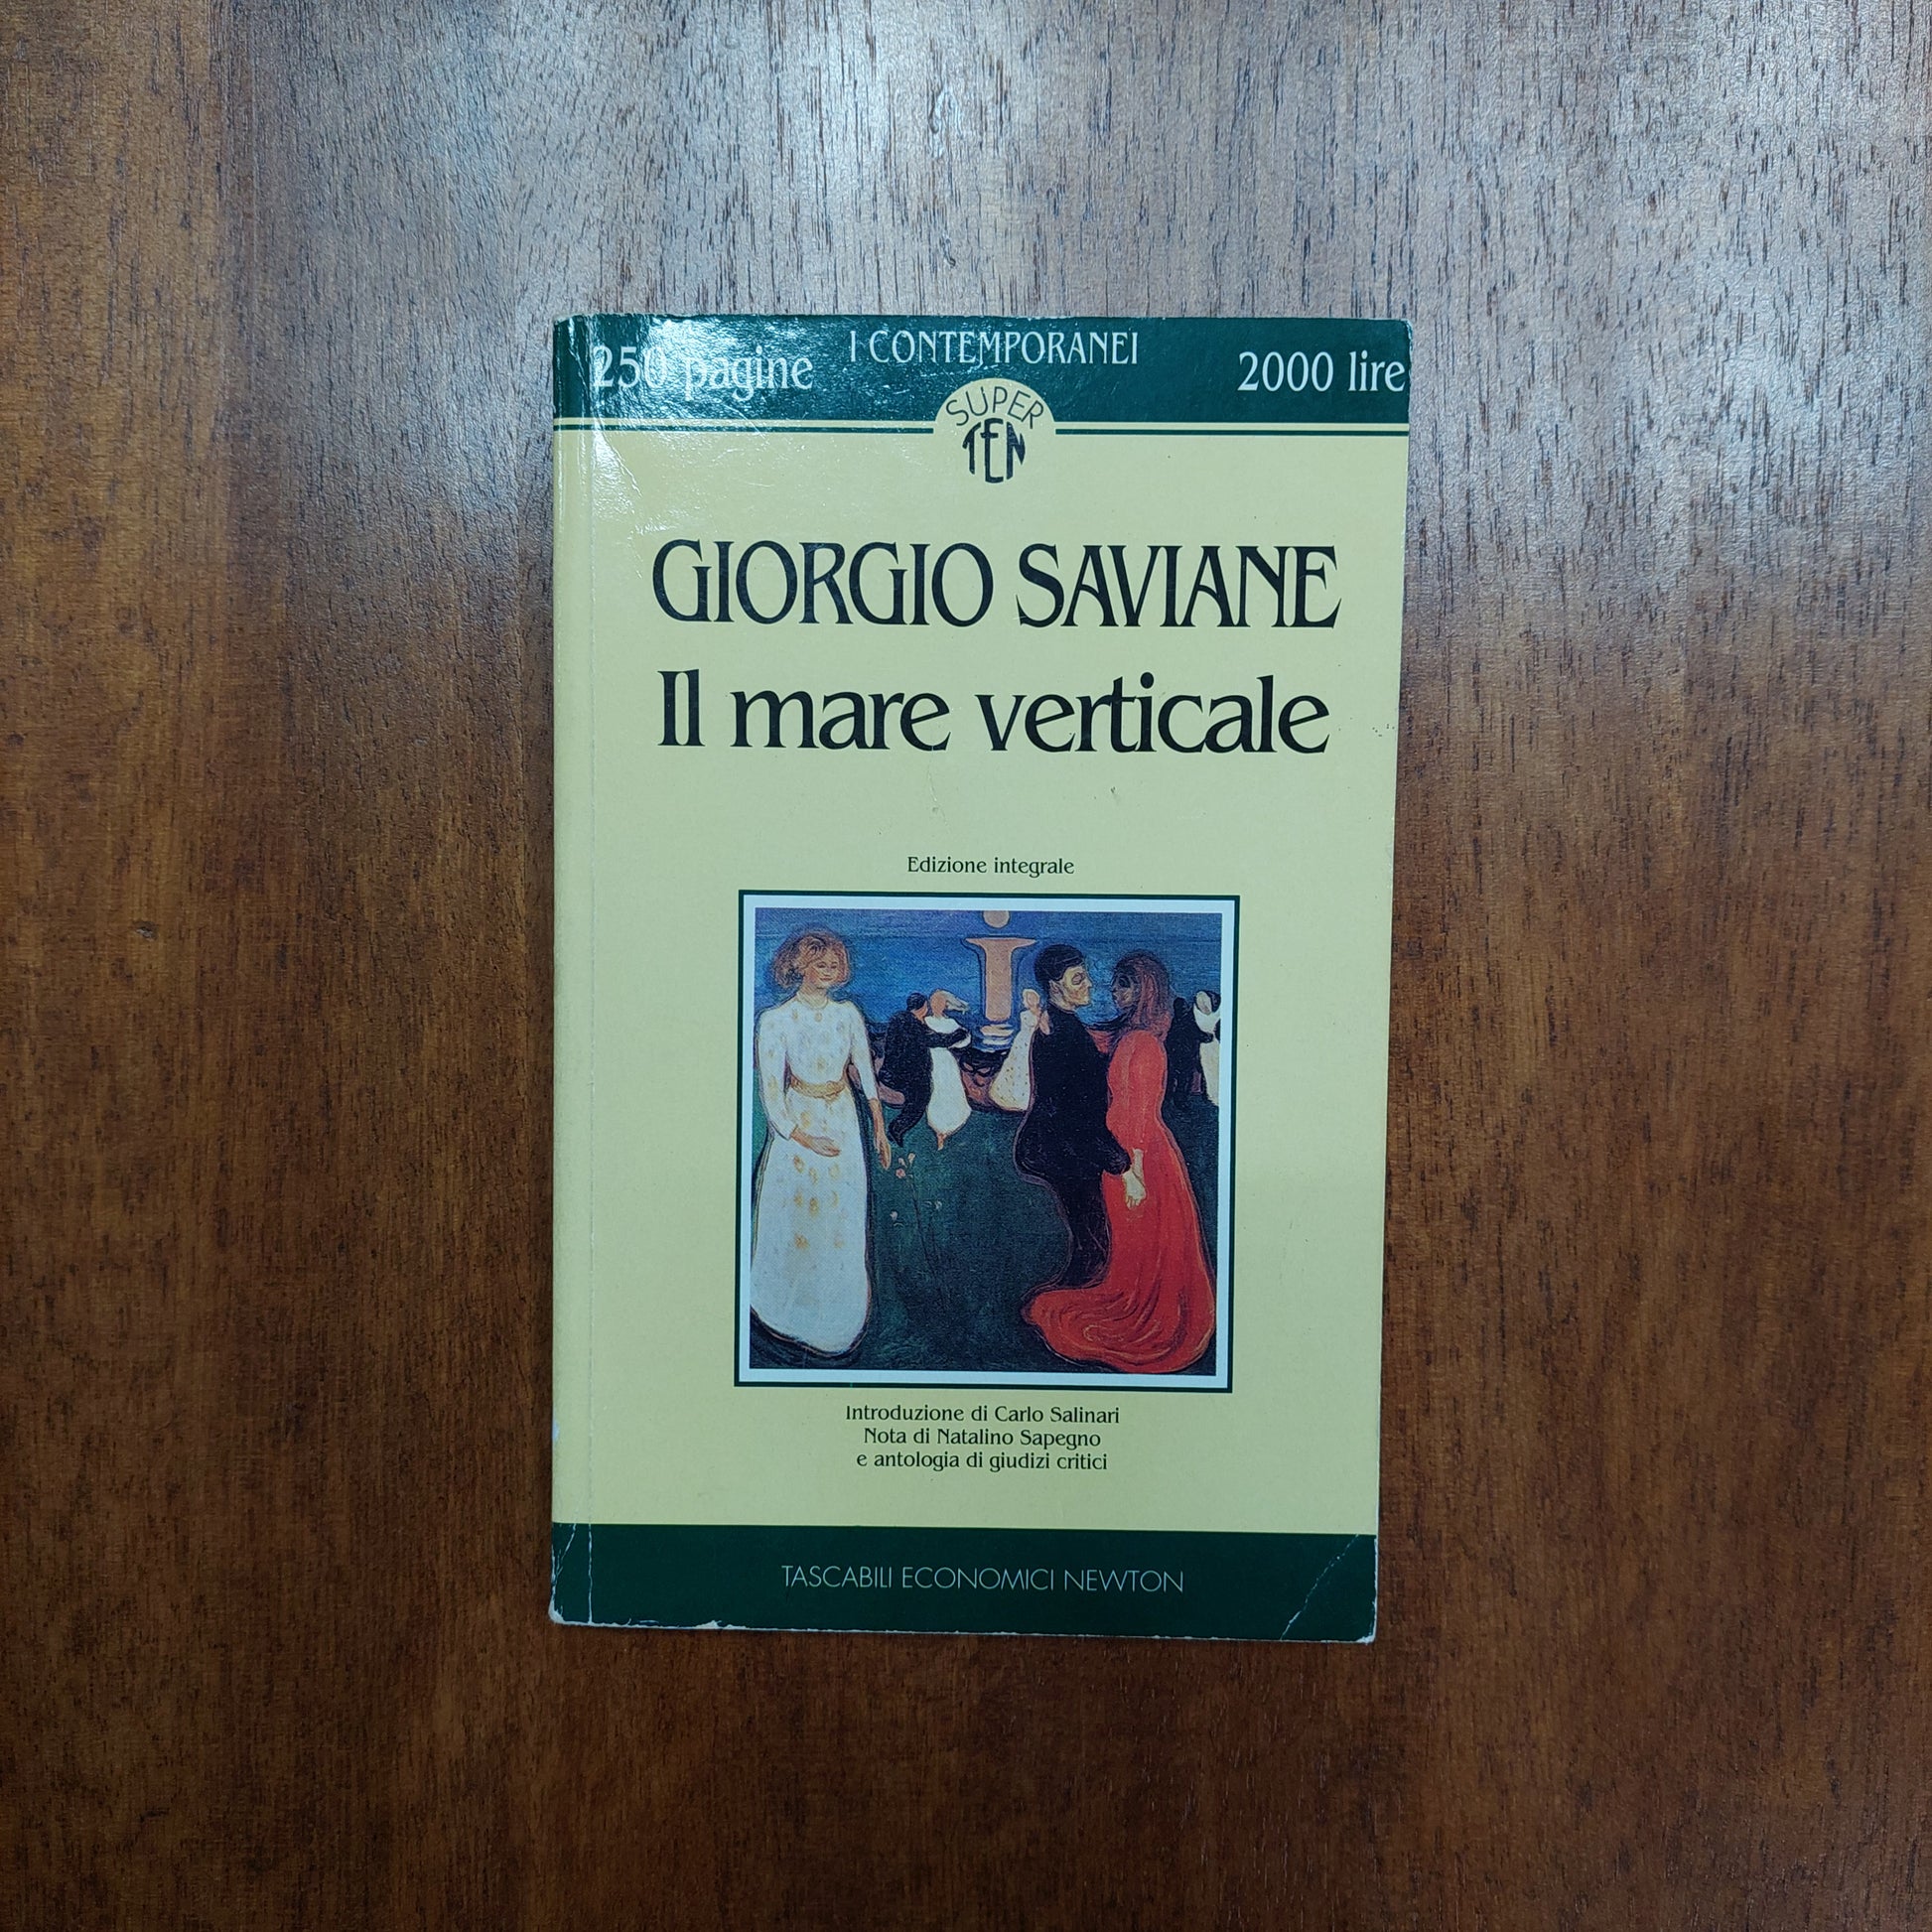 250 pagine
I CONTEMPORANEI
2000 lire
SUPER
TEN
GIORGIO SAVIANE
Il mare verticale
Edizione integrale
Introduzione di Carlo Salinari
Nota di Natalino Sapegno
e antologia di giudizi critici
TASCABILI ECONOMICI NEWTON